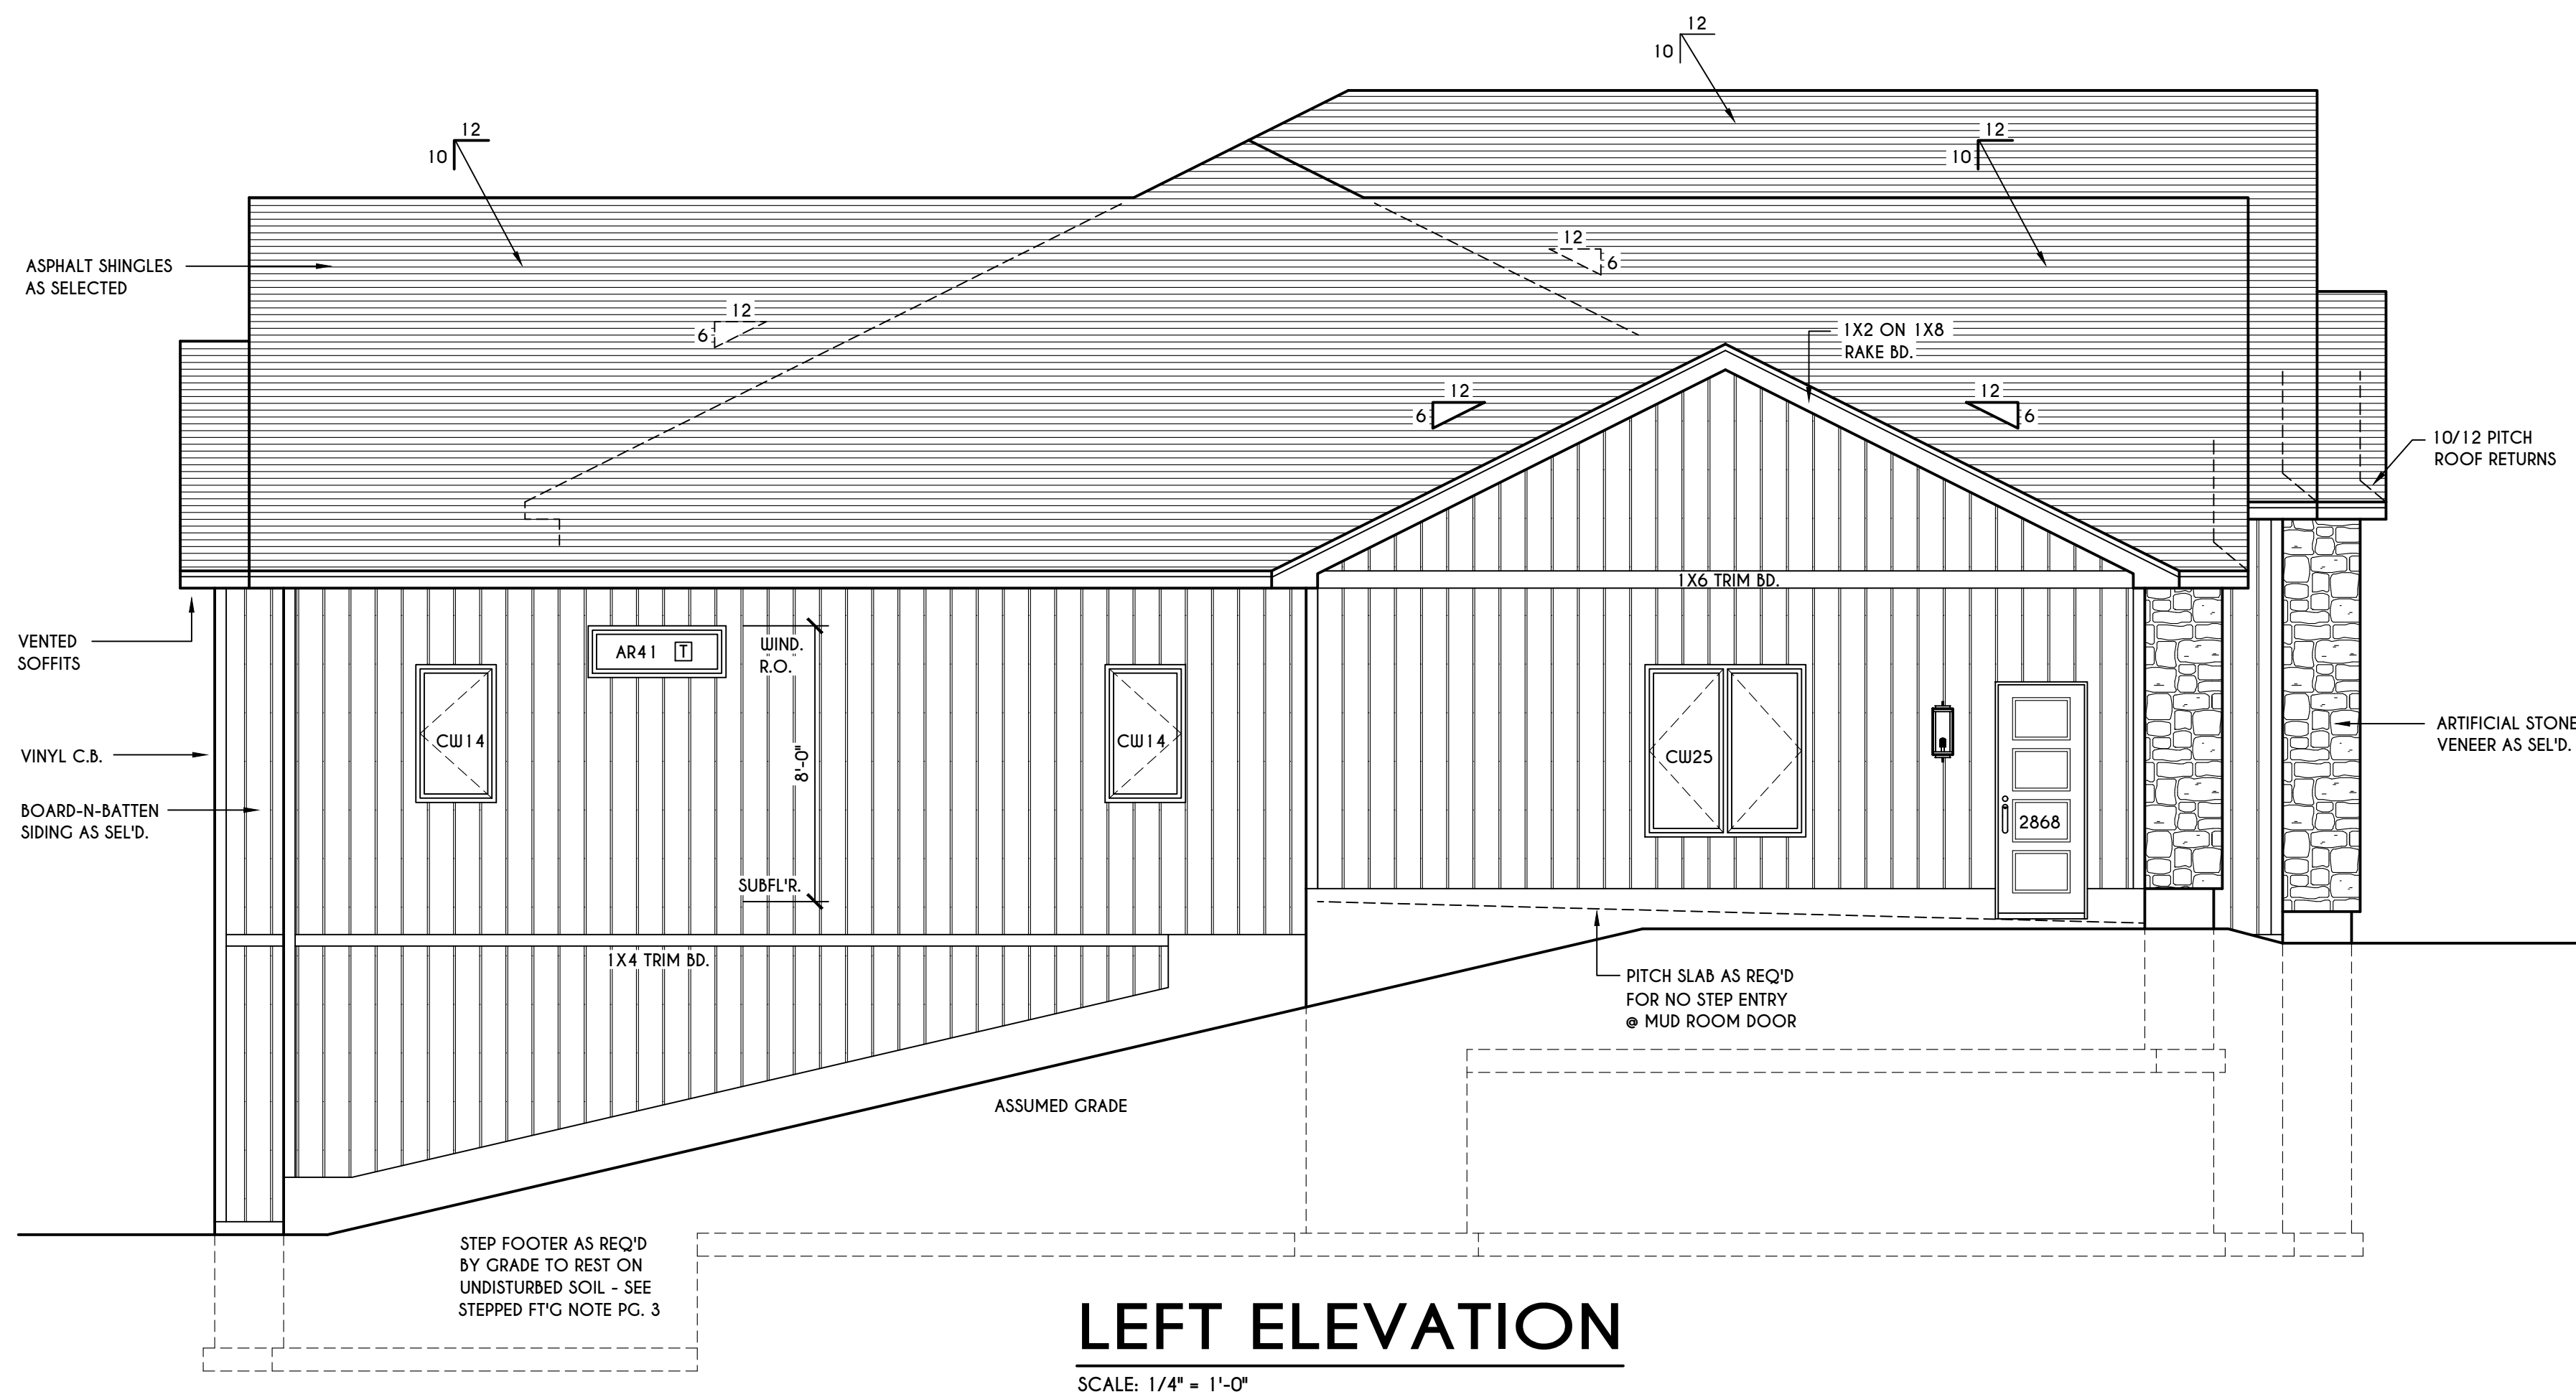 12
10
12
10
12
10
ASPHALT SHINGLES
AS SELECTED
12
6
12
6
1X2 ON 1X8
RAKE BD.
12
6
12
6
10/12 PITCH
ROOF RETURNS
1X6 TRIM BD.
VENTED
SOFFITS
AR41 T
WIND.
R.O.
8'-0"
SUBFL'R.
CW14
CW14
CW25
2868
VINYL C.B.
BOARD-N-BATTEN
SIDING AS SEL'D.
ARTIFICIAL STONE
VENEER AS SEL'D.
1X4 TRIM BD.
PITCH SLAB AS REQ'D
FOR NO STEP ENTRY
@ MUD ROOM DOOR
ASSUMED GRADE
STEP FOOTER AS REQ'D
BY GRADE TO REST ON
UNDISTURBED SOIL - SEE
STEPPED FT'G NOTE PG. 3
LEFT ELEVATION
SCALE: 1/4" = 1'-0"